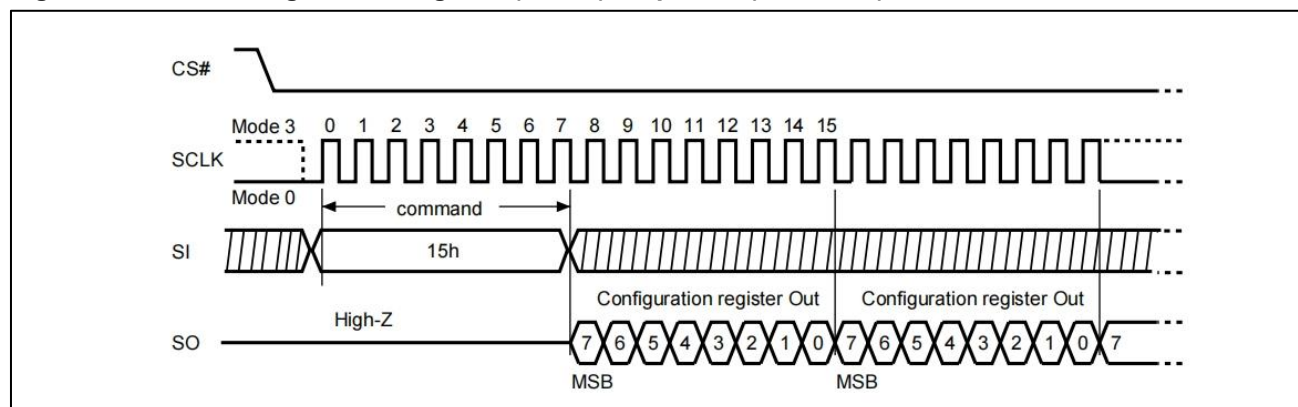 CS#
Mode 3 0 1 2 3 4 5 6 7 8 9 10 11 12 13 14 15
SCLK
Mode 0
command
SI 15h
Configuration register Out Configuration register Out
High-Z
SO 7 6 5 4 3 2 1 0 7 6 5 4 3 2 1 0 7
MSB MSB